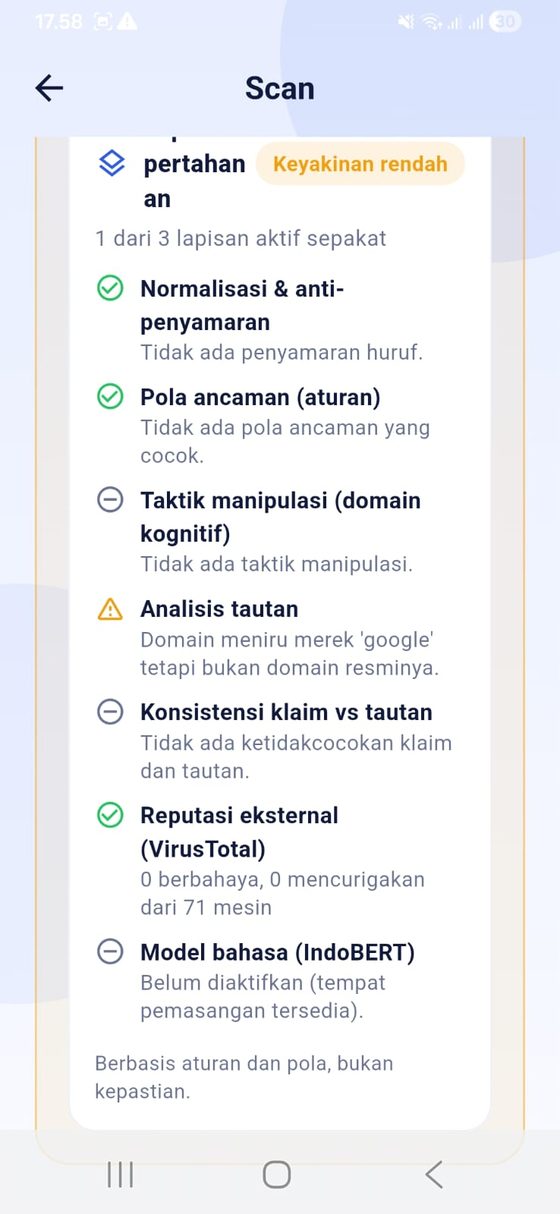 17.58
30
Scan
pertahan
an
Keyakinan rendah
1 dari 3 lapisan aktif sepakat
Normalisasi & anti-
penyamaran
Tidak ada penyamaran huruf.
Pola ancaman (aturan)
Tidak ada pola ancaman yang
cocok.
Taktik manipulasi (domain
kognitif)
Tidak ada taktik manipulasi.
Analisis tautan
Domain meniru merek 'google'
tetapi bukan domain resminya.
Konsistensi klaim vs tautan
Tidak ada ketidakcocokan klaim
dan tautan.
Reputasi eksternal
(VirusTotal)
0 berbahaya, 0 mencurigakan
dari 71 mesin
Model bahasa (IndoBERT)
Belum diaktifkan (tempat
pemasangan tersedia).
Berbasis aturan dan pola, bukan
kepastian.